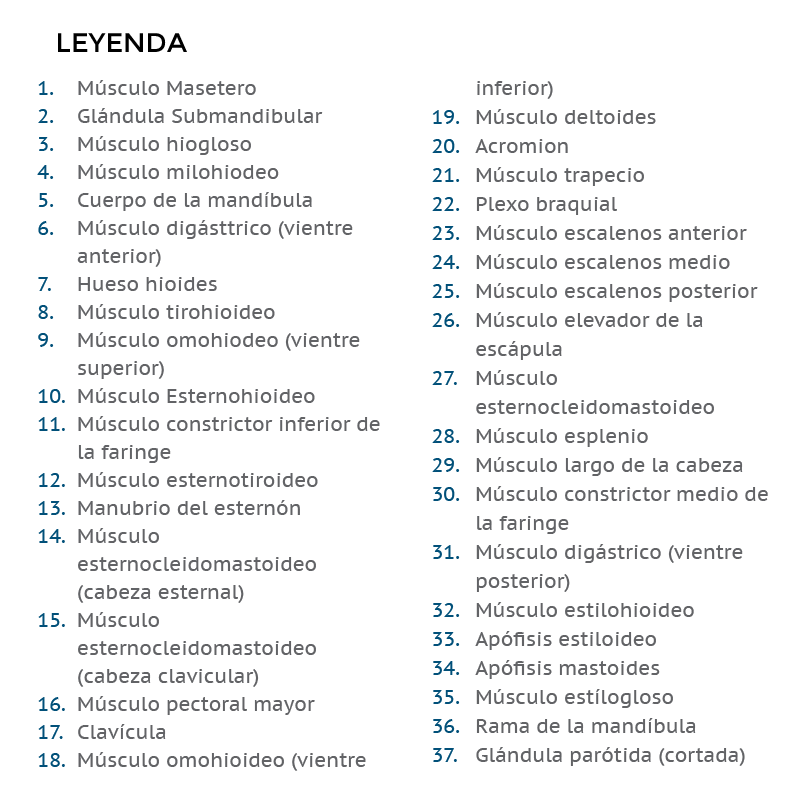 LEYENDA
1. Músculo Masetero
2. Glándula Submandibular
3. Músculo hiogloso
4. Músculo milohiodeo
5. Cuerpo de la mandíbula
6. Músculo digásttrico (vientre
anterior)
7. Hueso hioides
8. Músculo tirohioideo
9. Músculo omohiodeo (vientre
superior)
10. Músculo Esternohioideo
11. Músculo constrictor inferior de
la faringe
12. Músculo esternotiroideo
13. Manubrio del esternón
14. Músculo
esternocleidomastoideo
(cabeza esternal)
15. Músculo
esternocleidomastoideo
(cabeza clavicular)
16. Músculo pectoral mayor
17. Clavícula
18. Músculo omohioideo (vientre
inferior)
19. Músculo deltoides
20. Acromion
21. Músculo trapecio
22. Plexo braquial
23. Músculo escalenos anterior
24. Músculo escalenos medio
25. Músculo escalenos posterior
26. Músculo elevador de la
escápula
27. Músculo
esternocleidomastoideo
28. Músculo esplenio
29. Músculo largo de la cabeza
30. Músculo constrictor medio de
la faringe
31. Músculo digástrico (vientre
posterior)
32. Músculo estilohioideo
33. Apófisis estiloideo
34. Apófisis mastoides
35. Músculo estílogloso
36. Rama de la mandíbula
37. Glándula parótida (cortada)